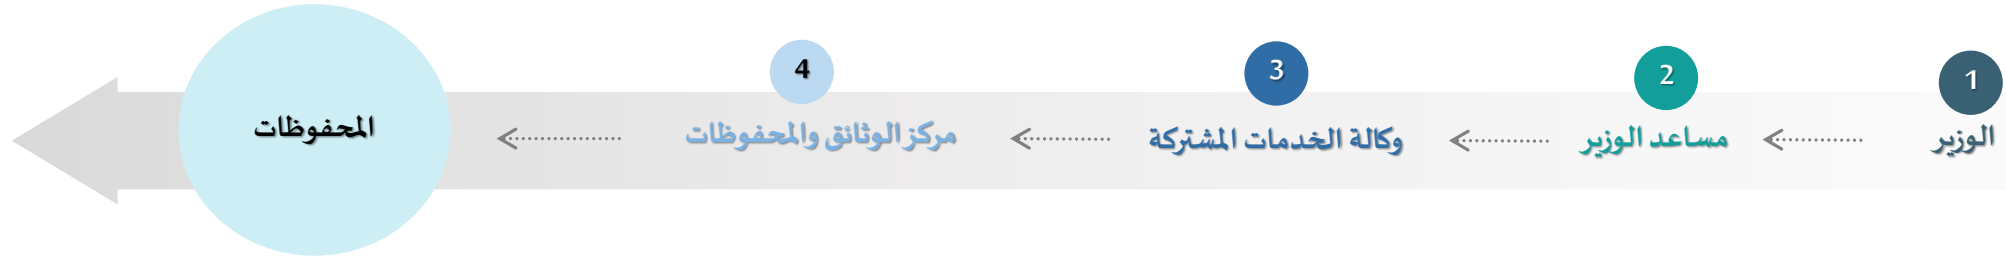 1
الوزير
2
مساعد الوزير
3
وكالة الخدمات المشتركة
4
مركز الوثائق والمحفوظات
المحفوظات